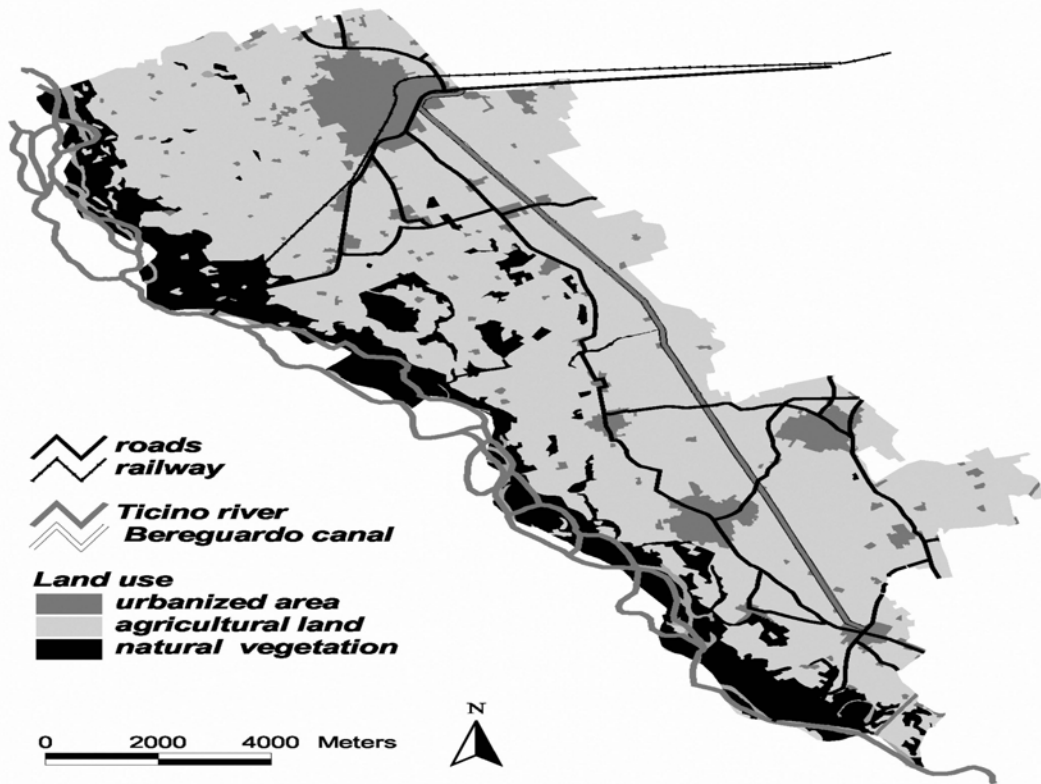 roads
railway
Ticino river
Bereguardo canal
Land use
urbanized area
agricultural land
natural vegetation
0 2000 4000 Meters
N